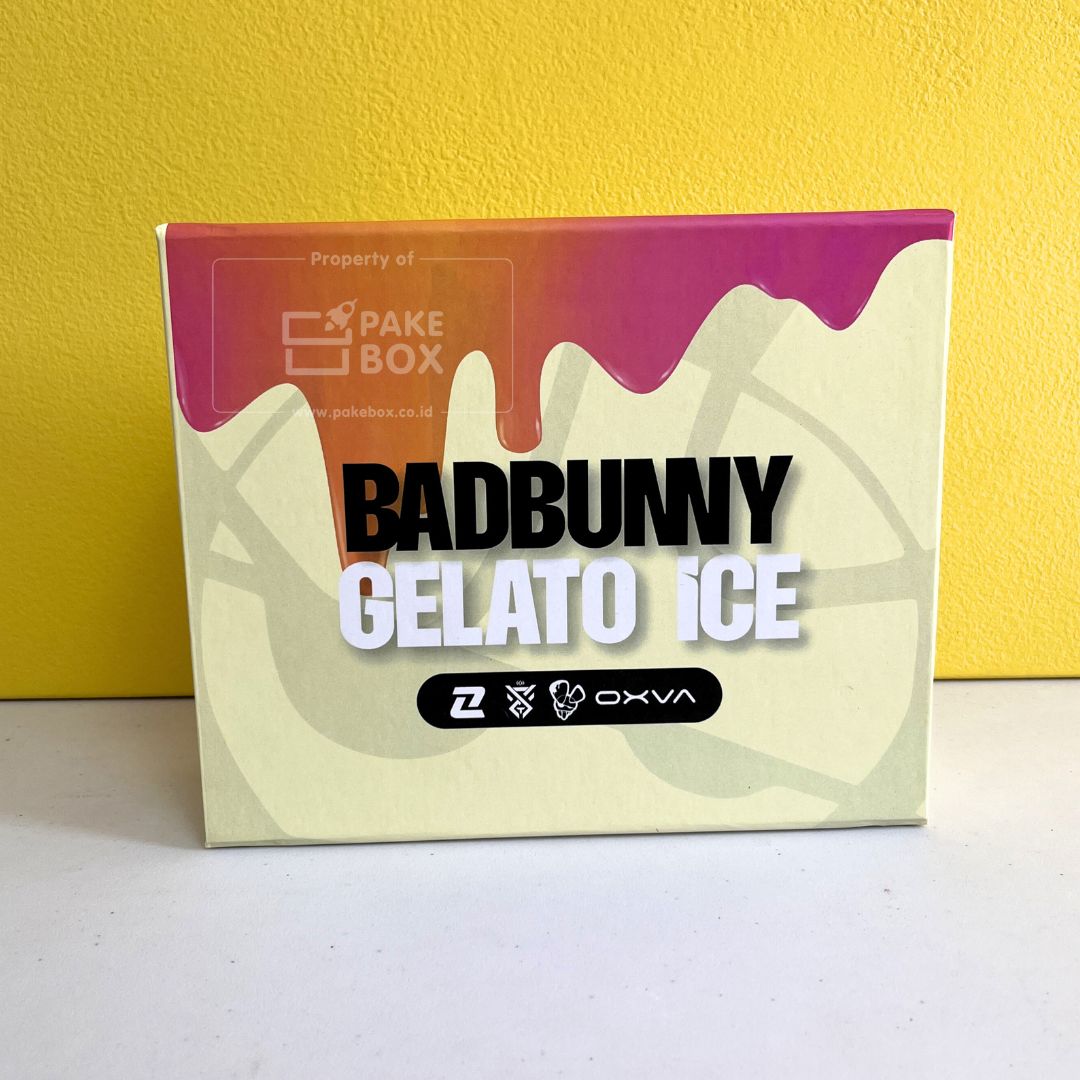 Property of
PAKE
BOX
www.pakebox.co.id
BADBUNNY
GELATO iCE
OXVA